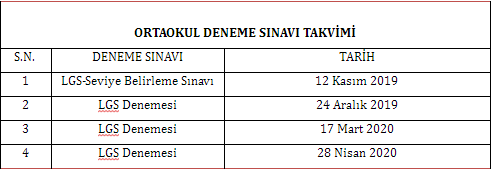 ORTAOKUL DENEME SINAVI TAKVİMİ
S.N. DENEME SINAVI TARİH
1 LGS-Seviye Belirleme Sınavı 12 Kasım 2019
2 LGS Denemesi 24 Aralık 2019
3 LGS Denemesi 17 Mart 2020
4 LGS Denemesi 28 Nisan 2020